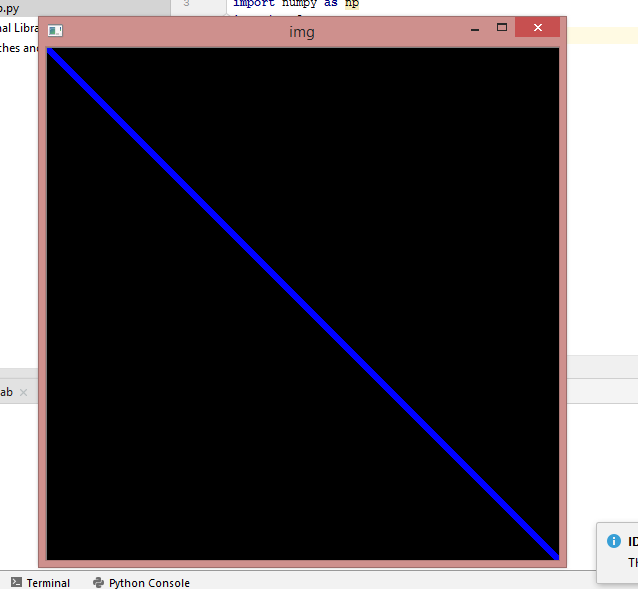 p.py
3 import numpy as np
img
nal Libra
ches and
ab
ID
Th
Terminal
Python Console